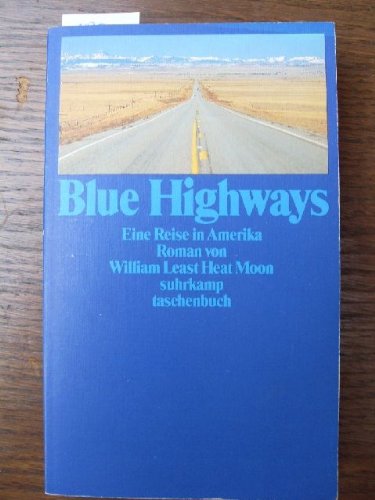 Blue Highways
Eine Reise in Amerika
Roman von
William Least Heat Moon
suhrkamp
taschenbuch